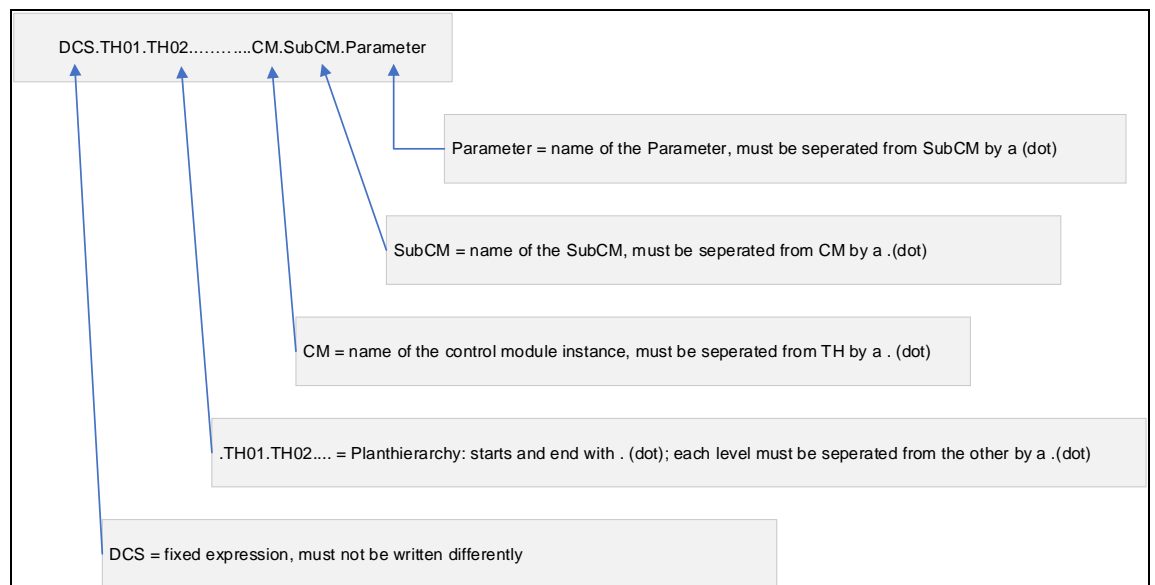 DCS.TH01.TH02...........CM.SubCM.Parameter
Parameter = name of the Parameter, must be seperated from SubCM by a (dot)
SubCM = name of the SubCM, must be seperated from CM by a .(dot)
CM = name of the control module instance, must be seperated from TH by a . (dot)
.TH01.TH02.... = Planthierarchy: starts and end with . (dot); each level must be seperated from the other by a .(dot)
DCS = fixed expression, must not be written differently